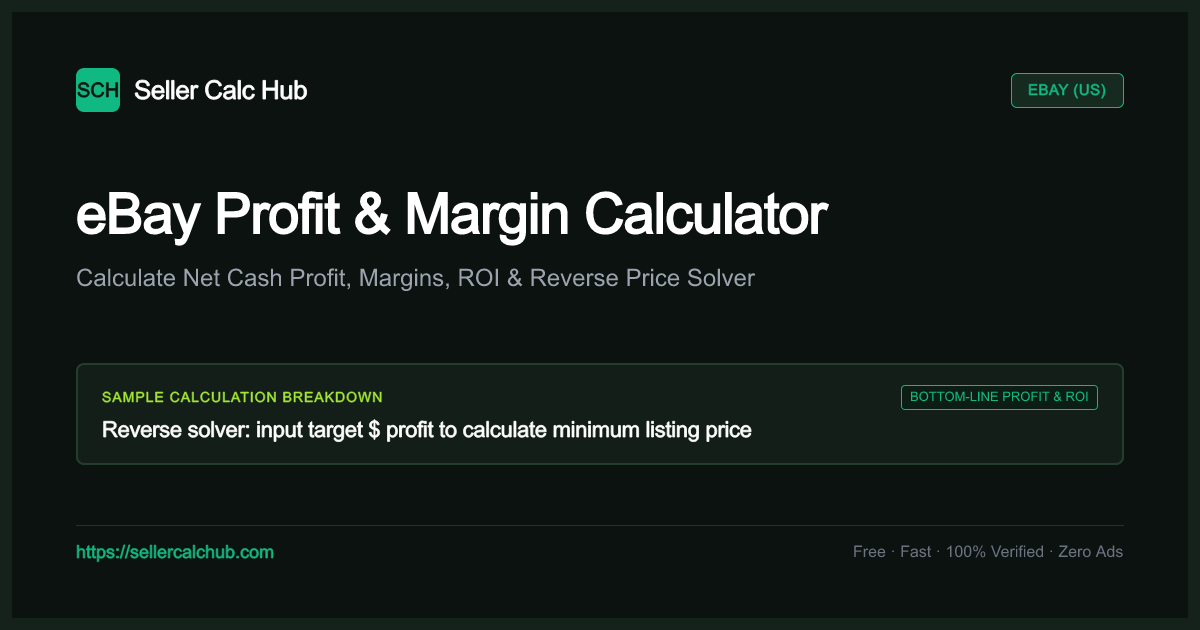 SCH Seller Calc Hub
EBAY (US)
eBay Profit & Margin Calculator
Calculate Net Cash Profit, Margins, ROI & Reverse Price Solver
SAMPLE CALCULATION BREAKDOWN
BOTTOM-LINE PROFIT & ROI
Reverse solver: input target $ profit to calculate minimum listing price
https://sellercalchub.com
Free · Fast · 100% Verified · Zero Ads